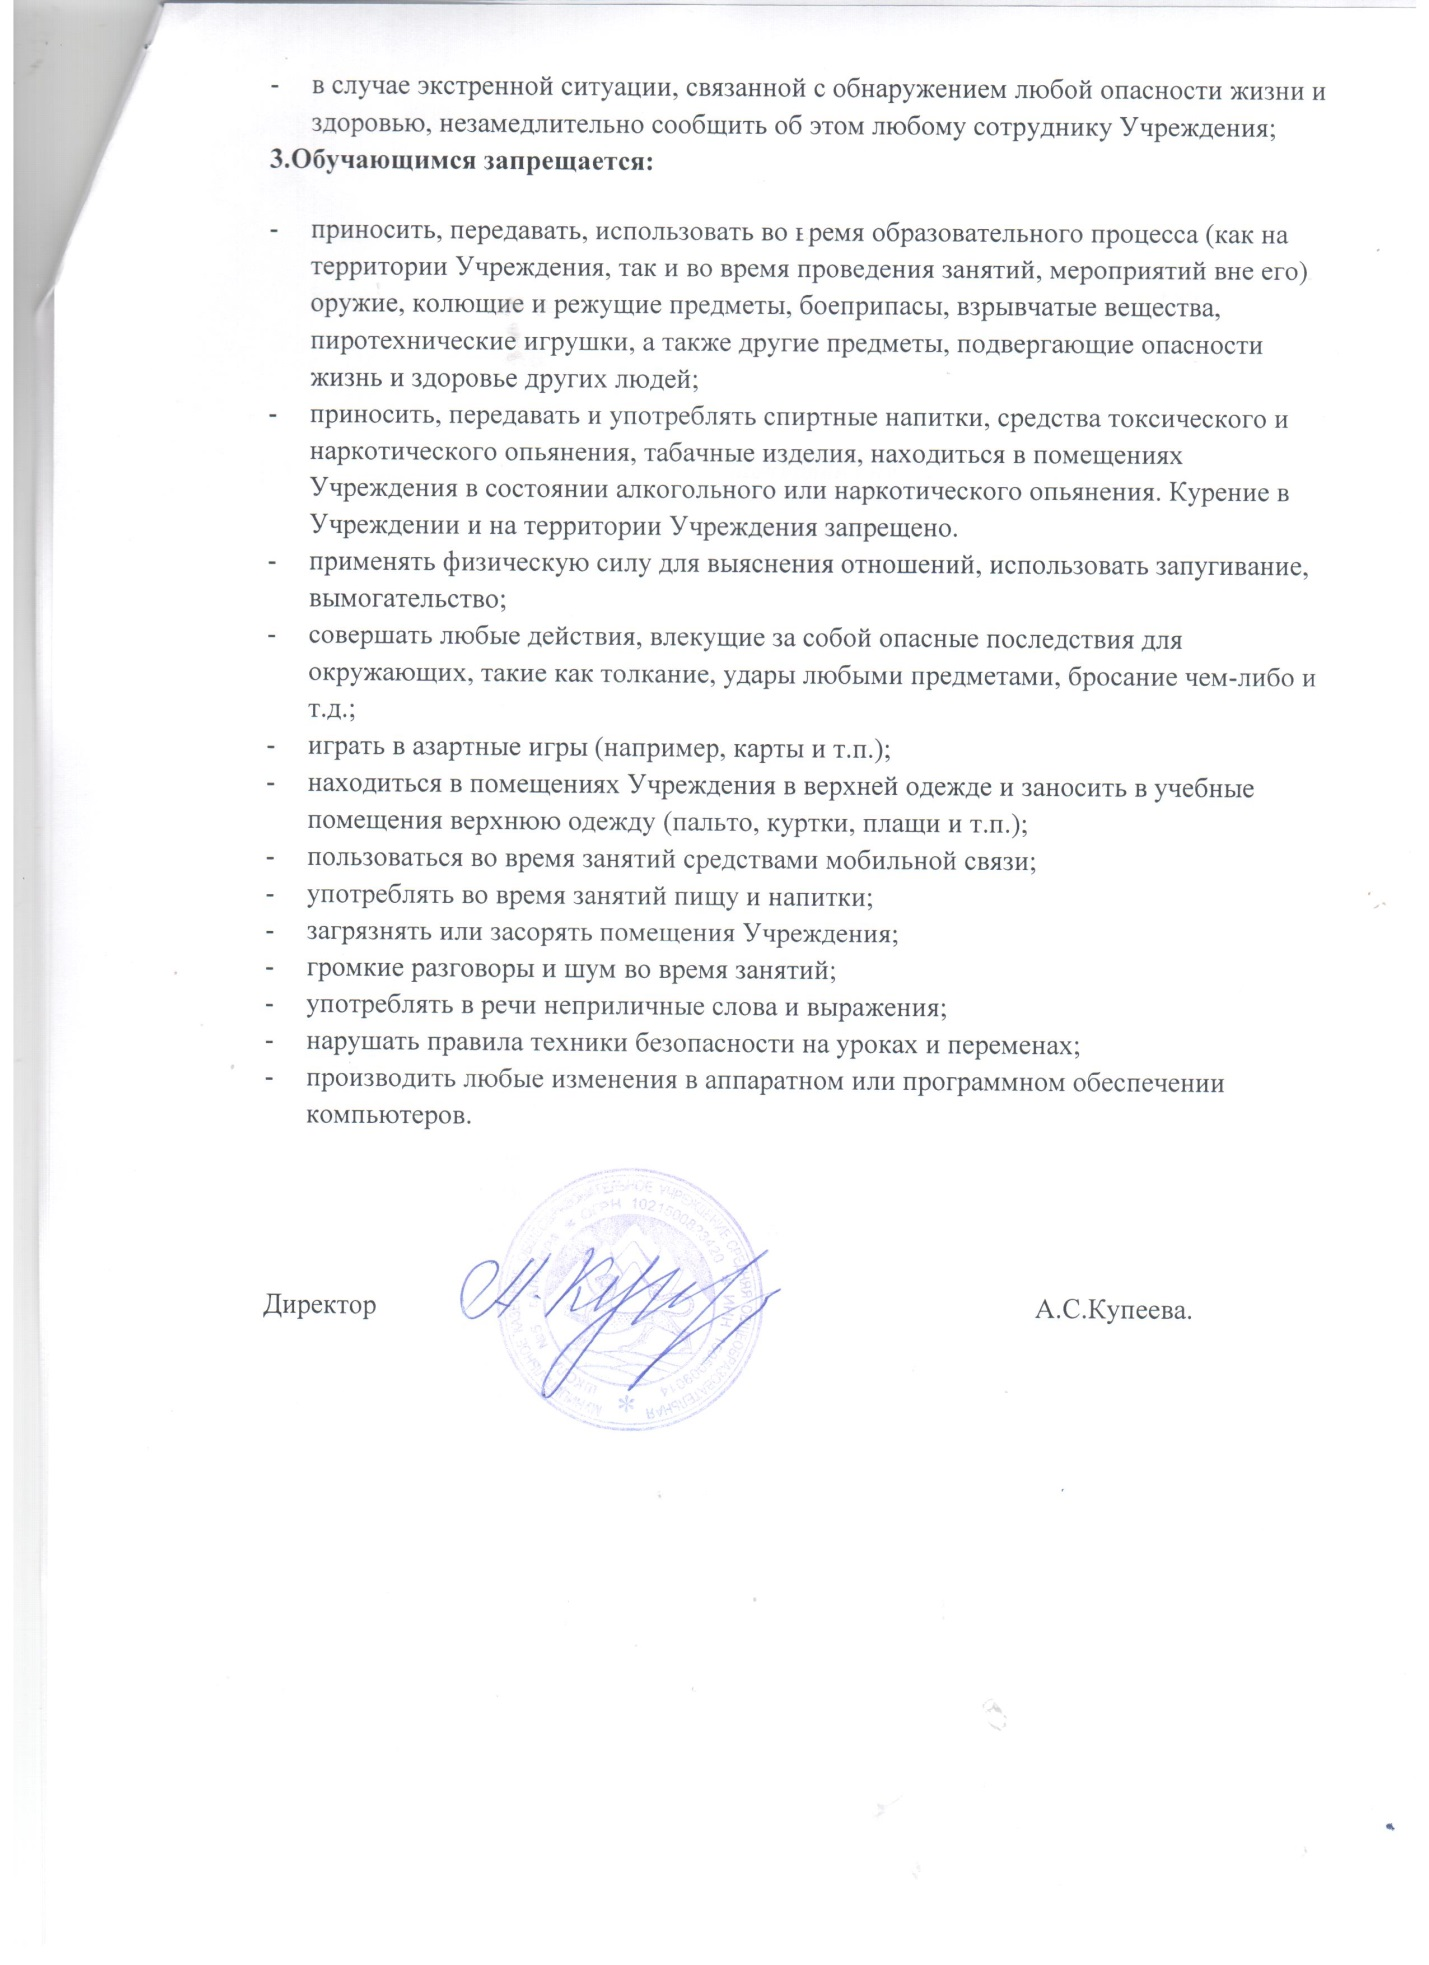 - в случае экстренной ситуации, связанной с обнаружением любой опасности жизни и
здоровью, незамедлительно сообщить об этом любому сотруднику Учреждения;
3.Обучающимся запрещается:
- приносить, передавать, использовать во время образовательного процесса (как на
территории Учреждения, так и во время проведения занятий, мероприятий вне его)
оружие, колющие и режущие предметы, боеприпасы, взрывчатые вещества,
пиротехнические игрушки, а также другие предметы, подвергающие опасности
жизнь и здоровье других людей;
- приносить, передавать и употреблять спиртные напитки, средства токсического и
наркотического опьянения, табачные изделия, находиться в помещениях
Учреждения в состоянии алкогольного или наркотического опьянения. Курение в
Учреждении и на территории Учреждения запрещено.
- применять физическую силу для выяснения отношений, использовать запугивание,
вымогательство;
- совершать любые действия, влекущие за собой опасные последствия для
окружающих, такие как толкание, удары любыми предметами, бросание чем-либо и
т.д.;
- играть в азартные игры (например, карты и т.п.);
- находиться в помещениях Учреждения в верхней одежде и заносить в учебные
помещения верхнюю одежду (пальто, куртки, плащи и т.п.);
- пользоваться во время занятий средствами мобильной связи;
- употреблять во время занятий пищу и напитки;
- загрязнять или засорять помещения Учреждения;
- громкие разговоры и шум во время занятий;
- употреблять в речи неприличные слова и выражения;
- нарушать правила техники безопасности на уроках и переменах;
- производить любые изменения в аппаратном или программном обеспечении
компьютеров.
УЧРЕЖДЕНИЕ СРЕДНЯЯ
ОГРН
ИНН
Директор А.С.Купеева.